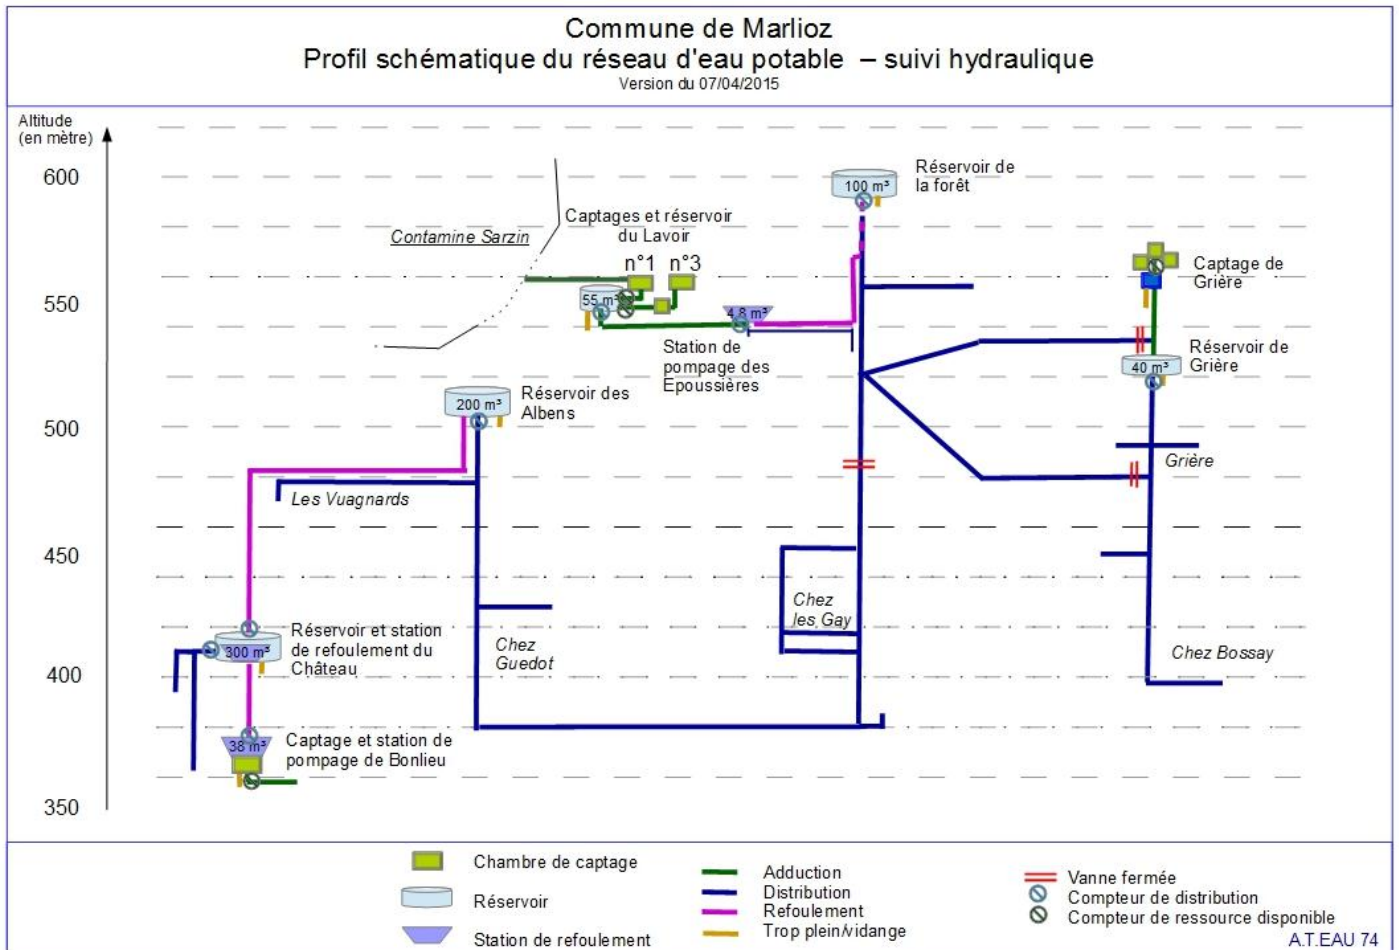 Commune de Marlioz
Profil schématique du réseau d'eau potable – suivi hydraulique
Version du 07/04/2015
Altitude
(en mètre)
600
550
500
450
400
350
Réservoir de
la forêt
100 m³
Captages et réservoir
du Lavoir
Contamine Sarzin
n°1 n°3
55 m³
4,8 m³
Captage de
Grière
Station de
pompage des
Epoussières
Réservoir de
Grière
40 m³
Réservoir des
Albens
200 m³
Grière
Les Vuagnards
Chez
les Gay
Réservoir et station
de refoulement du
Château
300 m³
Chez
Guedot
Chez Bossay
Captage et station de
pompage de Bonlieu
38 m³
Chambre de captage
Réservoir
Station de refoulement
Adduction
Distribution
Refoulement
Trop plein/vidange
Vanne fermée
Compteur de distribution
Compteur de ressource disponible
A.T.EAU 74